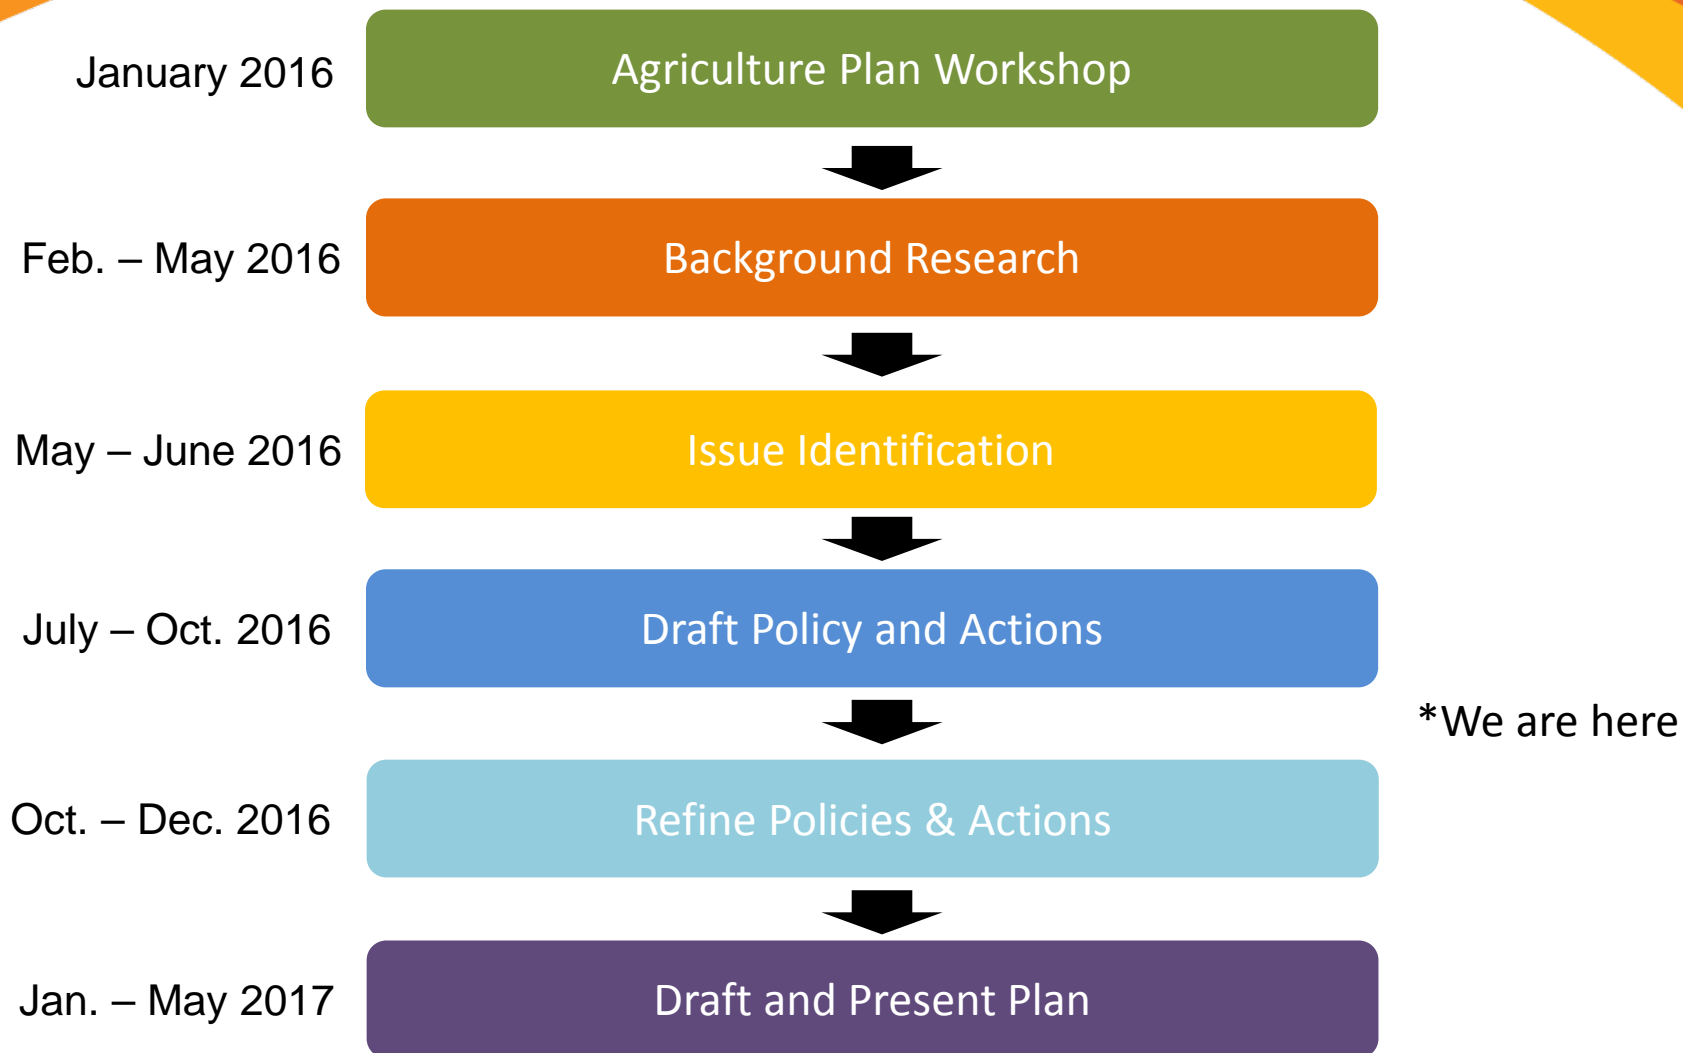 January 2016
Agriculture Plan Workshop
Feb. – May 2016
Background Research
May – June 2016
Issue Identification
July – Oct. 2016
Draft Policy and Actions
*We are here
Oct. – Dec. 2016
Refine Policies & Actions
Jan. – May 2017
Draft and Present Plan